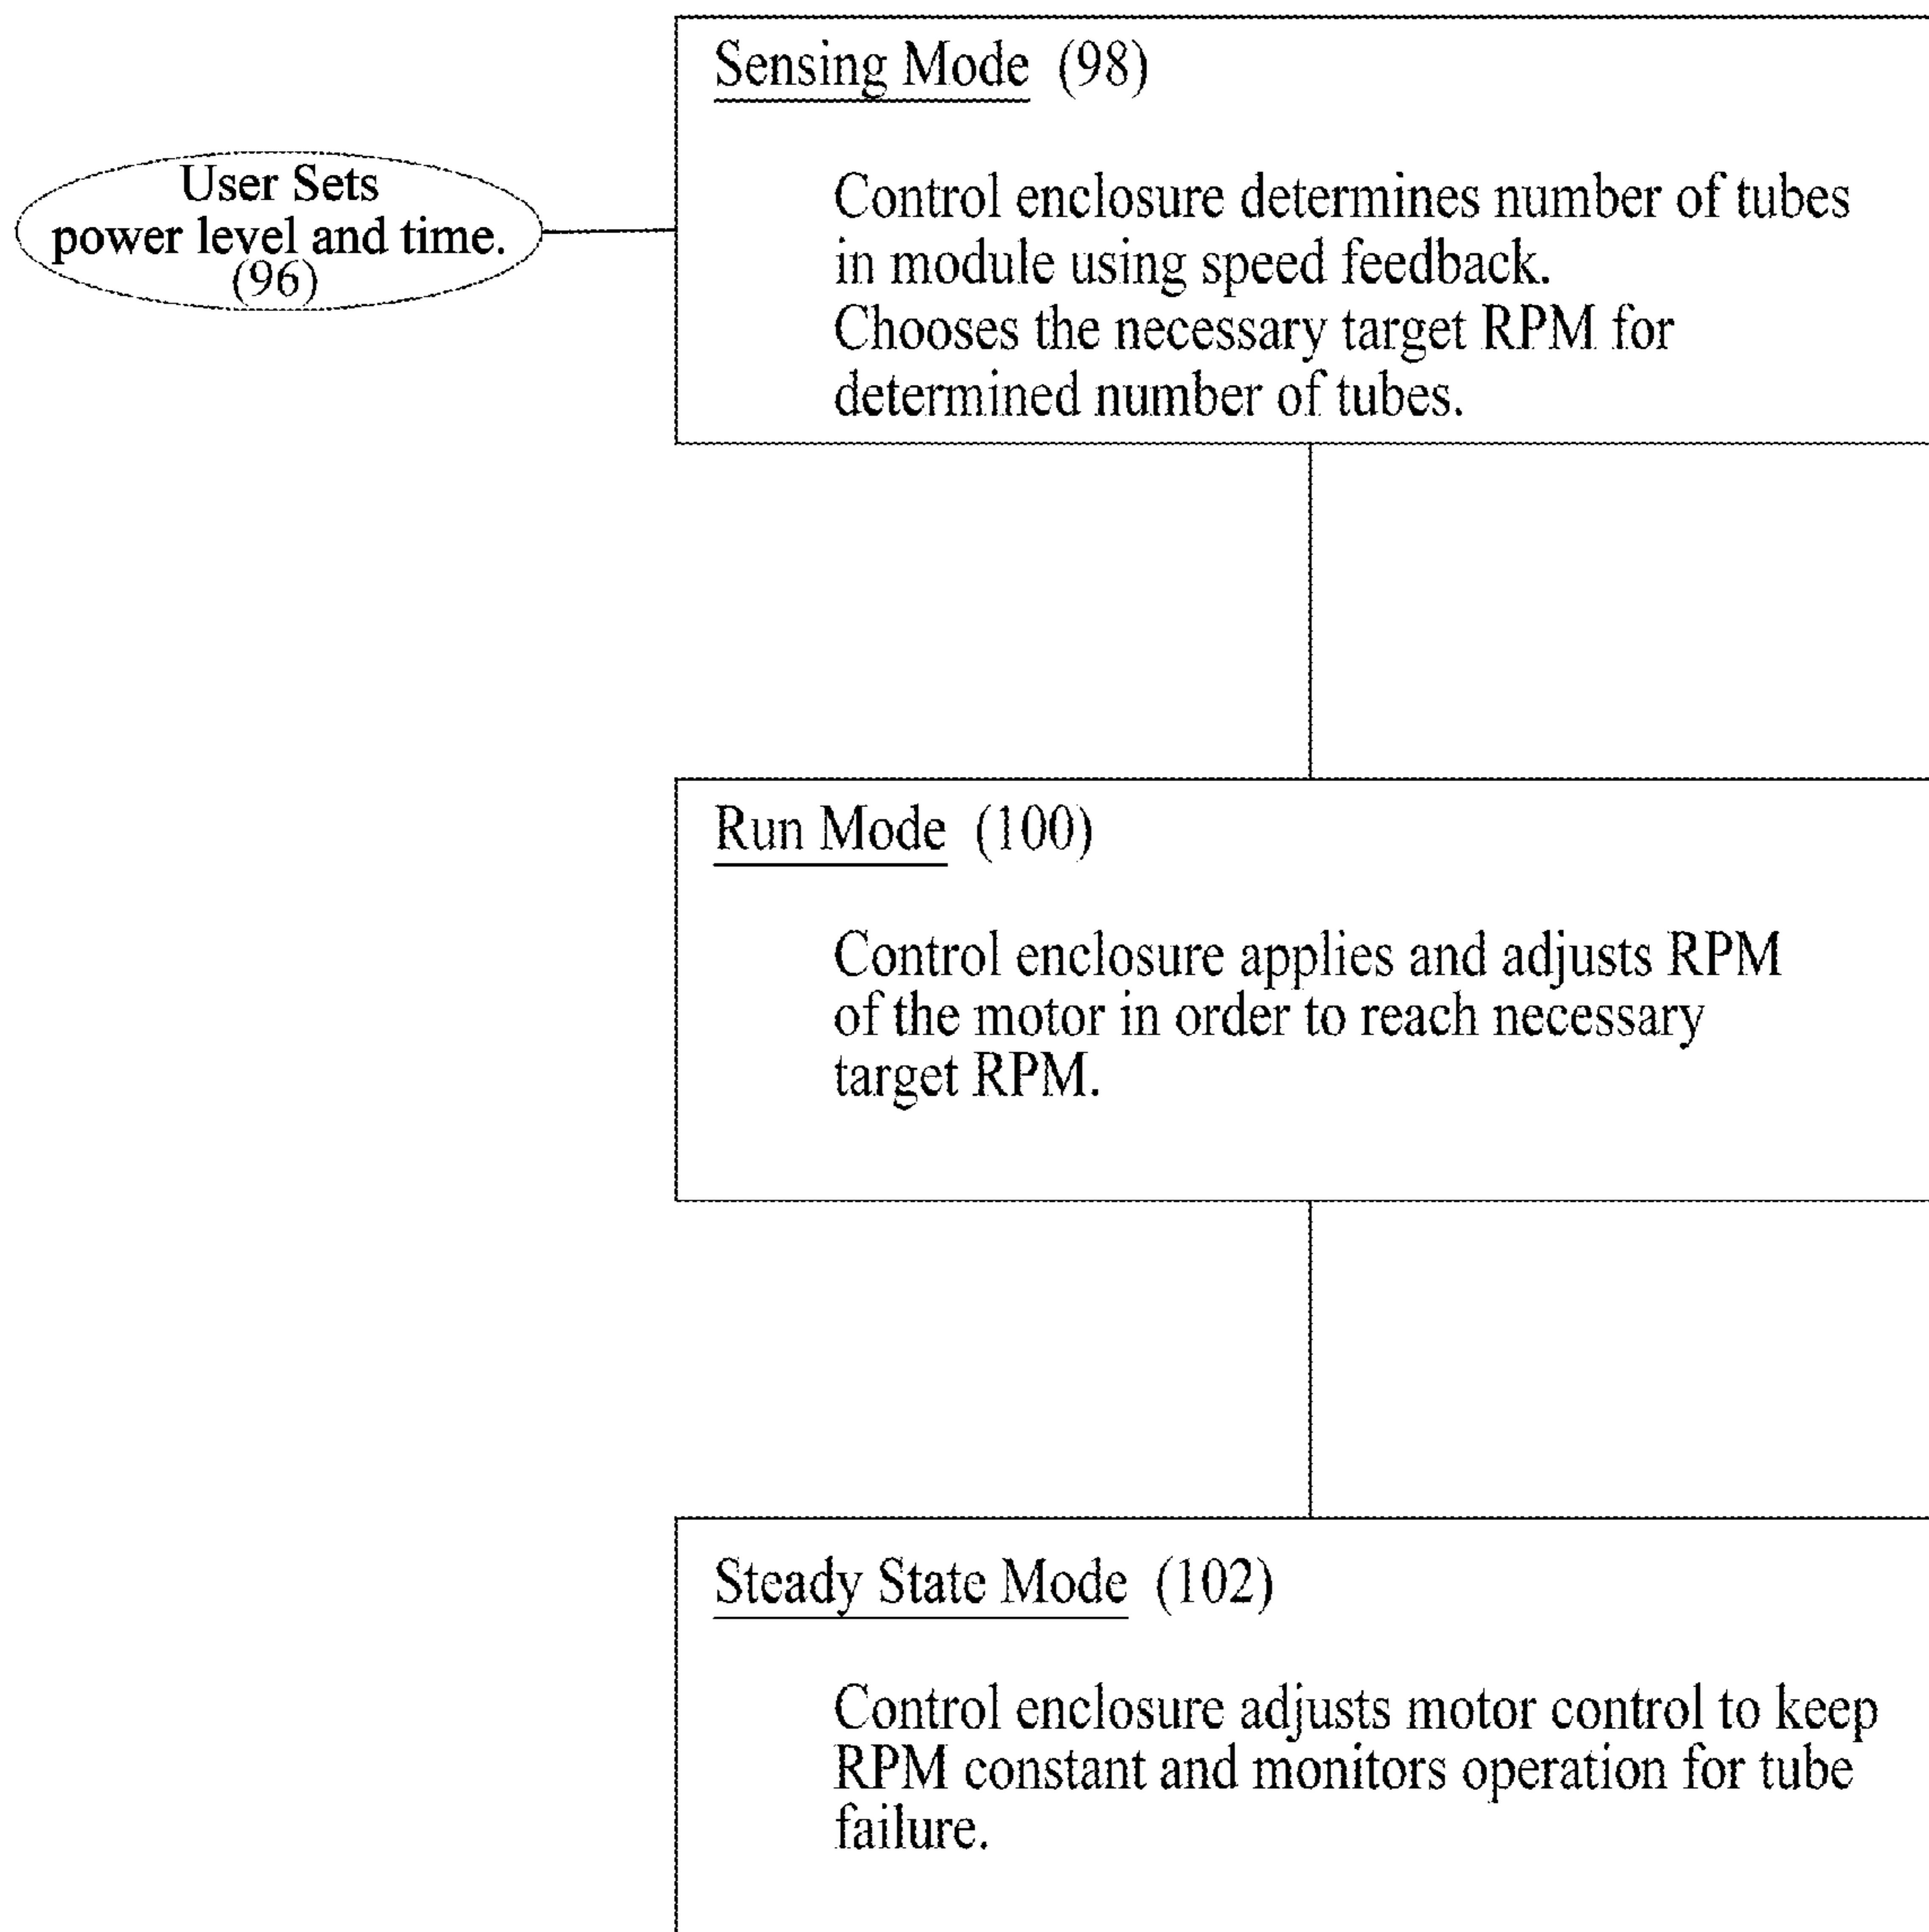 User Sets
power level and time.
(96)
Sensing Mode (98)
Control enclosure determines number of tubes
in module using speed feedback.
Chooses the necessary target RPM for
determined number of tubes.
Run Mode (100)
Control enclosure applies and adjusts RPM
of the motor in order to reach necessary
target RPM.
Steady State Mode (102)
Control enclosure adjusts motor control to keep
RPM constant and monitors operation for tube
failure.